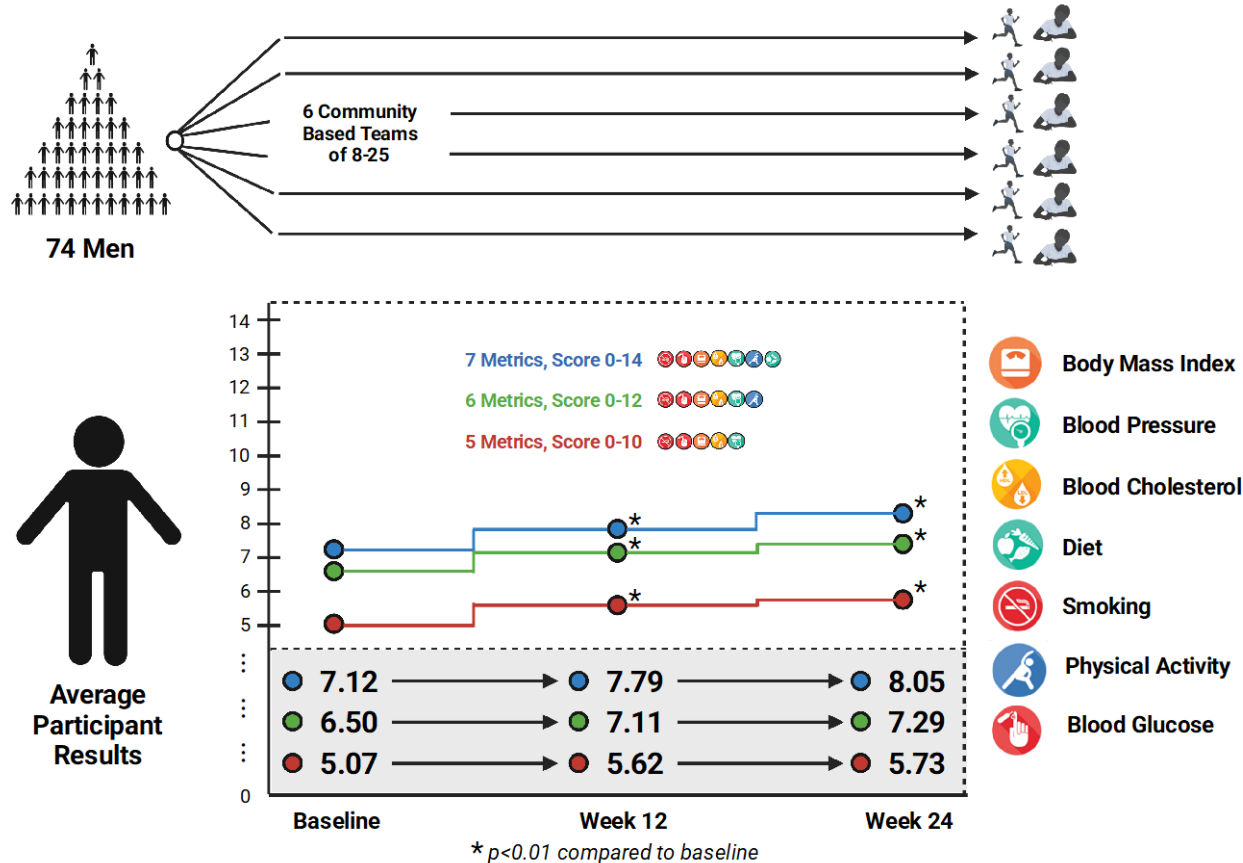 6 Community
Based Teams
of 8-25
74 Men
14
13
12
11
10
9
8
7
6
5
0
7 Metrics, Score 0-14
6 Metrics, Score 0-12
5 Metrics, Score 0-10
* *
* *
* *
7.12 7.79 8.05
6.50 7.11 7.29
5.07 5.62 5.73
Baseline Week 12 Week 24
* p<0.01 compared to baseline
Average
Participant
Results
Body Mass Index
Blood Pressure
Blood Cholesterol
Diet
Smoking
Physical Activity
Blood Glucose